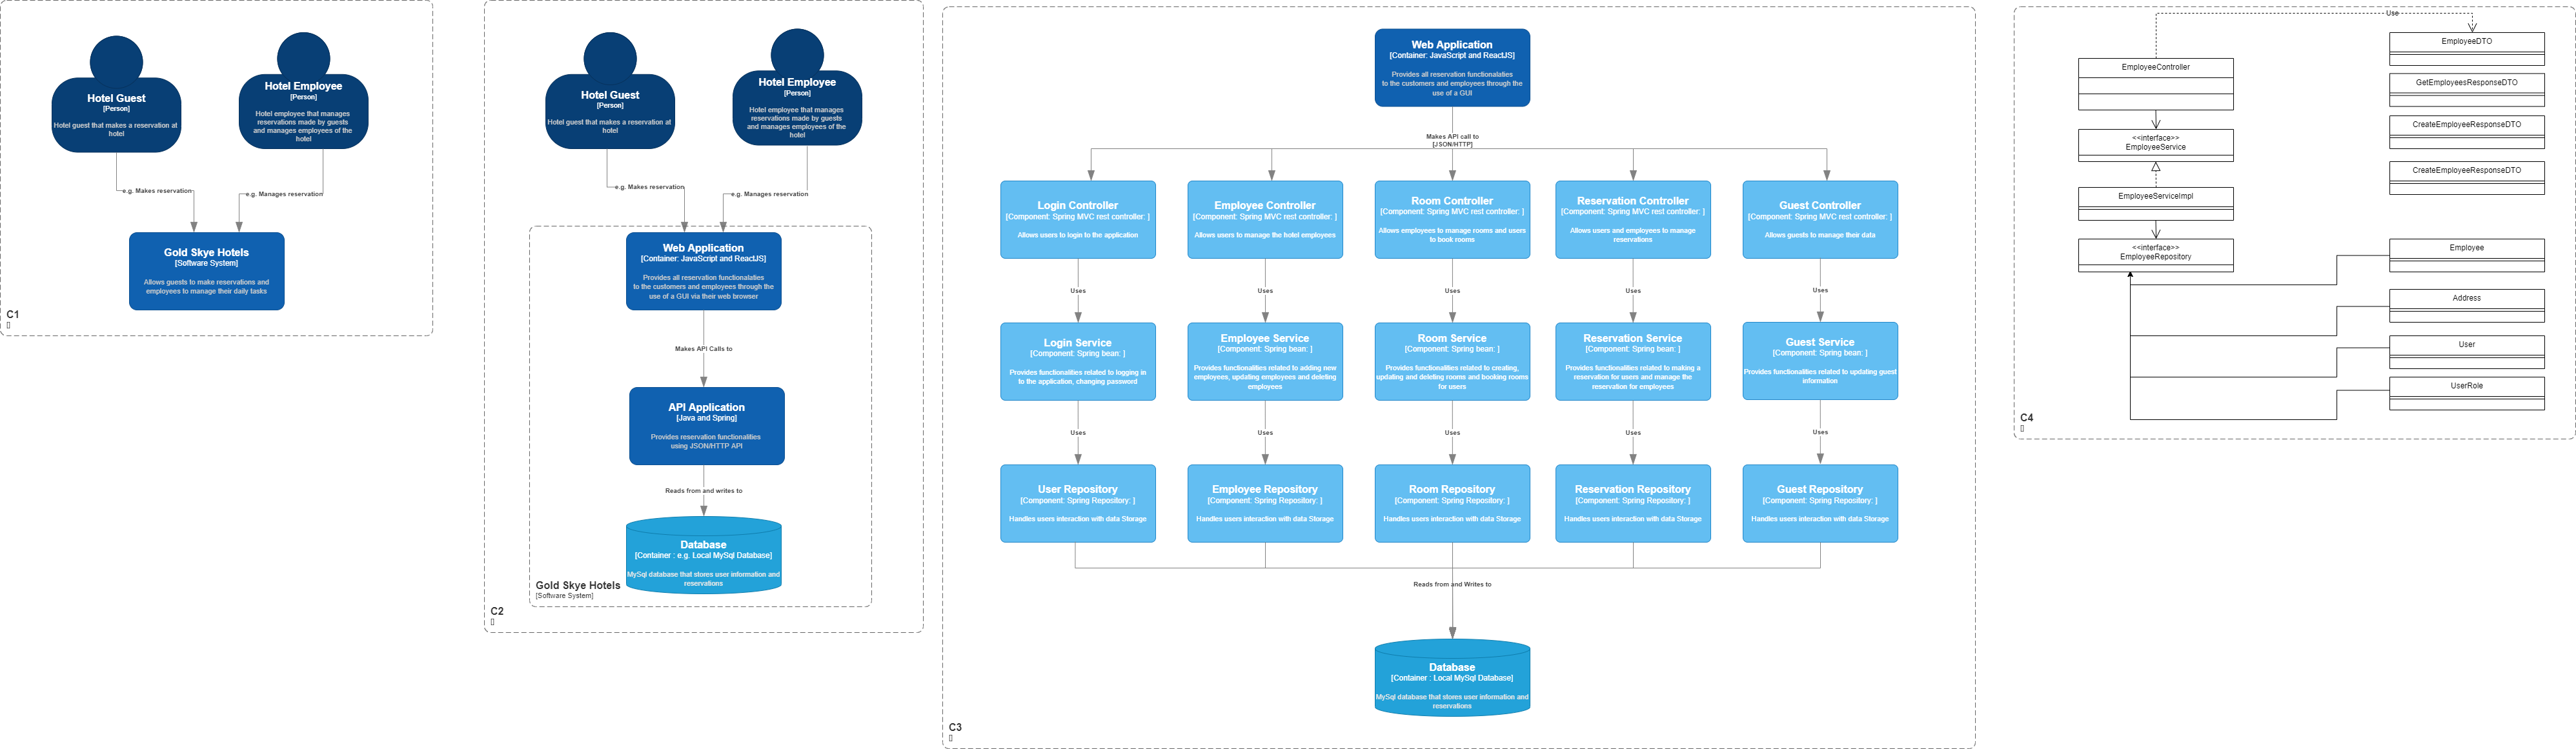 Hotel Guest
[Person]
Hotel guest that makes a reservation at
hotel
Hotel Employee
[Person]
Hotel employee that manages
reservations made by guests
and manages employees of the
hotel
e.g. Makes reservation
e.g. Manages reservation
Gold Skye Hotels
[Software System]
Allows guests to make reservations and
employees to manage their daily tasks
C1
Hotel Guest
[Person]
Hotel guest that makes a reservation at
hotel
Hotel Employee
[Person]
Hotel employee that manages
reservations made by guests
and manages employees of the
hotel
e.g. Makes reservation
e.g. Manages reservation
Web Application
[Container: JavaScript and ReactJS]
Provides all reservation functionalaties
to the customers and employees through the
use of a GUI via their web browser
Makes API Calls to
API Application
[Java and Spring]
Provides reservation functionalities
using JSON/HTTP API
Reads from and writes to
Database
[Container : e.g. Local MySql Database]
MySql database that stores user information and
reservations
Gold Skye Hotels
[Software System]
C2
Web Application
[Container: JavaScript and ReactJS]
Provides all reservation functionalaties
to the customers and employees through the
use of a GUI
Makes API call to
[JSON/HTTP]
Login Controller
[Component: Spring MVC rest controller: ]
Allows users to login to the application
Employee Controller
[Component: Spring MVC rest controller: ]
Allows users to manage the hotel employees
Room Controller
[Component: Spring MVC rest controller: ]
Allows employees to manage rooms and users
to book rooms
Reservation Controller
[Component: Spring MVC rest controller: ]
Allows users and employees to manage
reservations
Guest Controller
[Component: Spring MVC rest controller: ]
Allows guests to manage their data
Uses
Uses
Uses
Uses
Uses
Login Service
[Component: Spring bean: ]
Provides functionalities related to logging in
to the application, changing password
Employee Service
[Component: Spring bean: ]
Provides functionalities related to adding new
employees, updating employees and deleting
employees
Room Service
[Component: Spring bean: ]
Provides functionalities related to creating,
updating and deleting rooms and booking rooms
for users
Reservation Service
[Component: Spring bean: ]
Provides functionalities related to making a
reservation for users and manage the
reservation for employees
Guest Service
[Component: Spring bean: ]
Provides functionalities related to updating guest
information
Uses
Uses
Uses
Uses
Uses
User Repository
[Component: Spring Repository: ]
Handles users interaction with data Storage
Employee Repository
[Component: Spring Repository: ]
Handles users interaction with data Storage
Room Repository
[Component: Spring Repository: ]
Handles users interaction with data Storage
Reservation Repository
[Component: Spring Repository: ]
Handles users interaction with data Storage
Guest Repository
[Component: Spring Repository: ]
Handles users interaction with data Storage
Reads from and Writes to
Database
[Container : Local MySql Database]
MySql database that stores user information and
reservations
C3
Use
EmployeeController
<<interface>>
EmployeeService
EmployeeServiceImpl
<<interface>>
EmployeeRepository
EmployeeDTO
GetEmployeesResponseDTO
CreateEmployeeResponseDTO
CreateEmployeeResponseDTO
Employee
Address
User
UserRole
C4